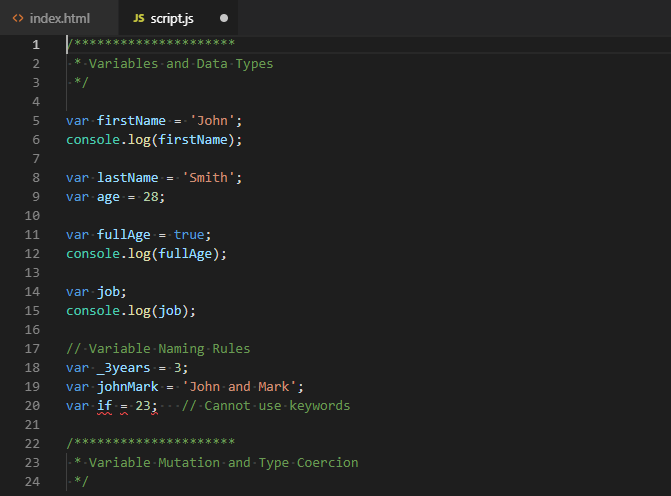 <> index.html JS script.js ●
1 /*********************
2 * Variables and Data Types
3 */
4
5 var firstName = 'John';
6 console.log(firstName);
7
8 var lastName = 'Smith';
9 var age = 28;
10
11 var fullAge = true;
12 console.log(fullAge);
13
14 var job;
15 console.log(job);
16
17 // Variable Naming Rules
18 var _3years = 3;
19 var johnMark = 'John and Mark';
20 var if = 23;   // Cannot use keywords
21
22 /*********************
23 * Variable Mutation and Type Coercion
24 */